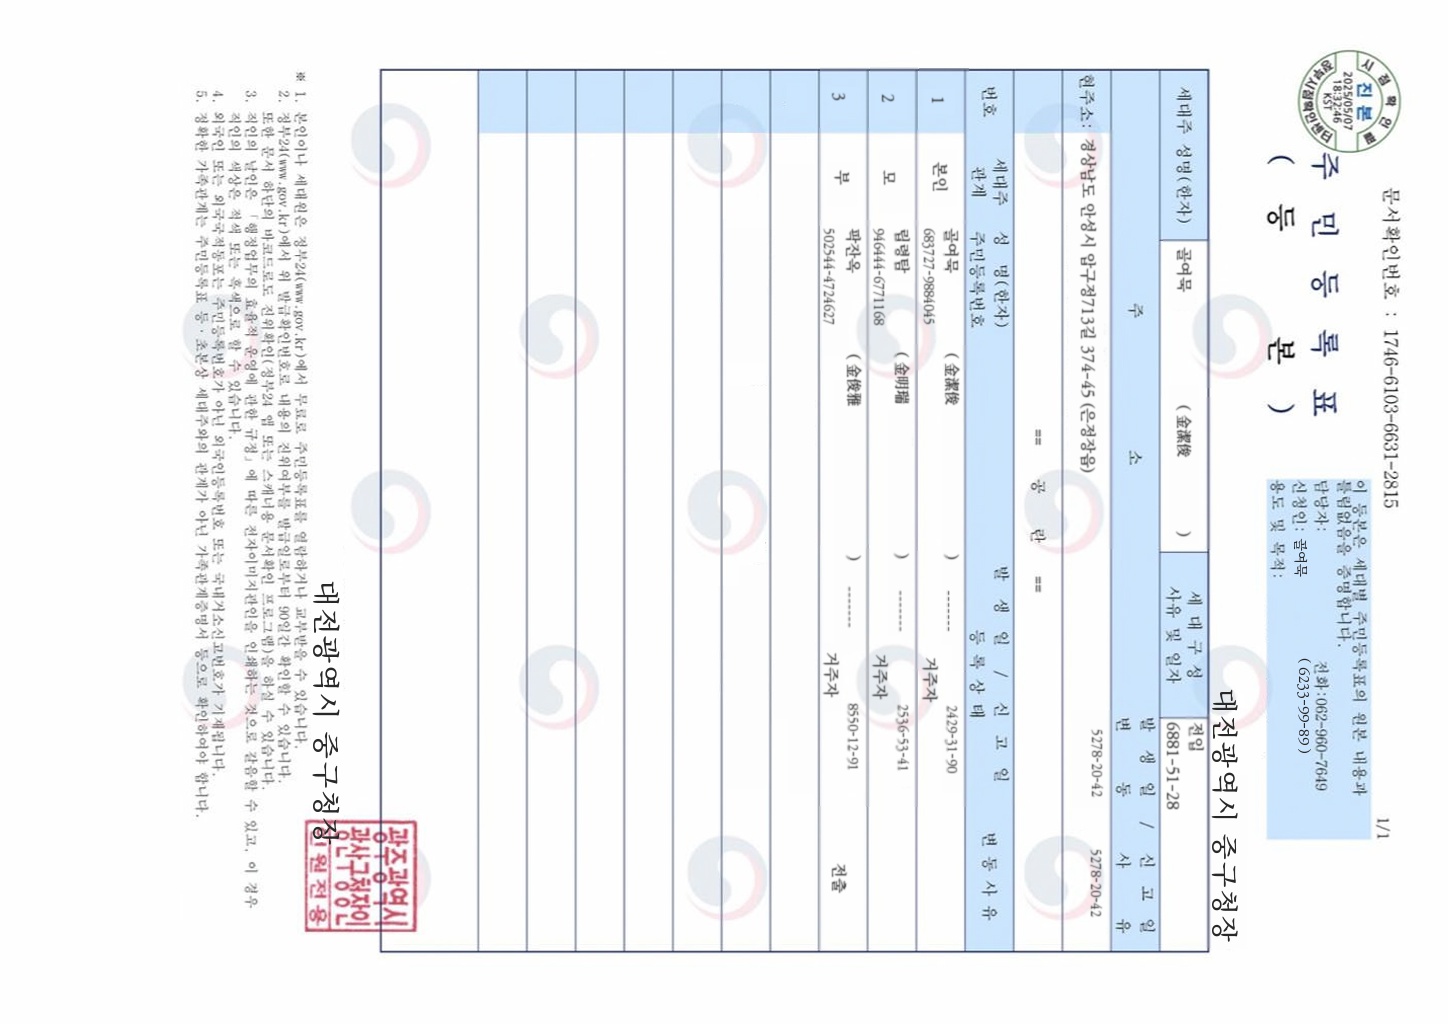 문서확인번호 : 1746-6103-6631-2815
1/1
시점확인필
진본
2025/05/07
18:32:46
KST
주 민 등 록 표
( 등 본 )
이 등본은 세대별 주민등록표의 원본 내용과
틀림없음을 증명합니다.
담당자: 전화:062-960-7649
신청인: 골여묵 (6233-99-89)
용도 및 목적:
대전광역시 중구청장
세대주 성명(한자) 골여묵 (金潔俊 ) 세 대 구 성
사유 및 일자 전입
6881-51-28
주 소 발 생 일 / 신 고 일
변 동 사 유
현주소: 경상남도 안성시 압구정713길 374-45 (은정장읍) 5278-20-42 5278-20-42
== 공 란 ==
번호 세대주
관계 성 명(한자)
주민등록번호 발 생 일 / 신 고 일
등 록 상 태 변 동 사 유
1 본인 골여묵 (金潔俊 ) ------- 2429-31-90
683727-9884045 거주자
2 모 림령탐 (金明瑞 ) ------- 2536-53-41
946444-6771168 거주자
3 부 곽잔옥 (金俊雅 ) ------- 8550-12-91
502544-4724627 거주자 전출
대전광역시 중구청장
광주광역시
광산구청장인
민원전용
※ 1. 본인이나 세대원은 정부24(www.gov.kr)에서 무료로 주민등록표를 열람하거나 교부받을 수 있습니다.
2. 정부24(www.gov.kr)에서 위 발급확인번호로 내용의 진위여부를 발급일로부터 90일간 확인할 수 있습니다.
또한 문서 하단의 바코드로도 진위확인(정부24 앱 또는 스캐너용 문서확인 프로그램)을 하실 수 있습니다.
3. 직인의 날인은 「행정업무의 효율적 운영에 관한 규정」에 따른 전자이미지관인을 인쇄하는 것으로 갈음할 수 있고, 이 경우
직인의 색상은 적색 또는 흑색으로 할 수 있습니다.
4. 외국인 또는 외국국적동포는 주민등록번호가 아닌 외국인등록번호 또는 국내거소신고번호가 기재됩니다.
5. 정확한 가족관계는 주민등록표 등·초본상 세대주와의 관계가 아닌 가족관계증명서 등으로 확인하여야 합니다.